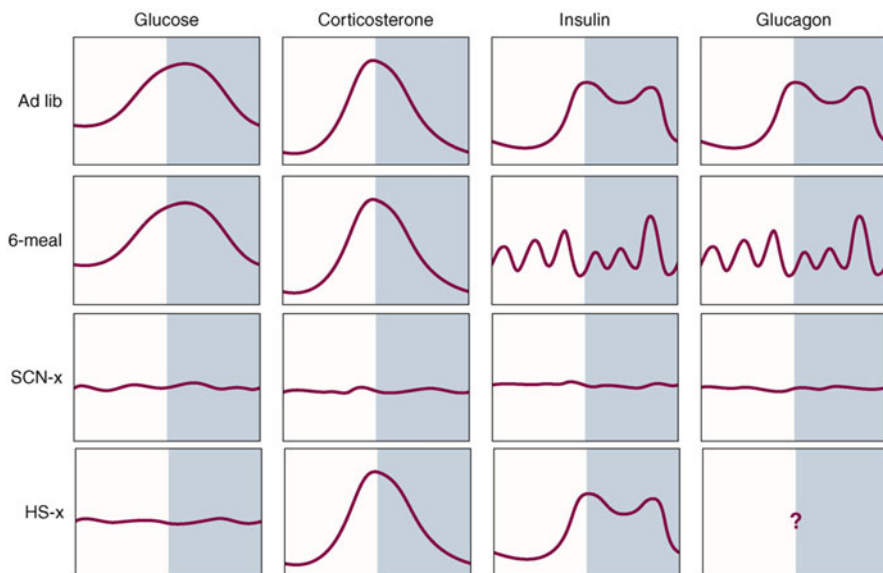 Glucose Corticosterone Insulin Glucagon
Ad lib
6-meal
SCN-x
HS-x
?